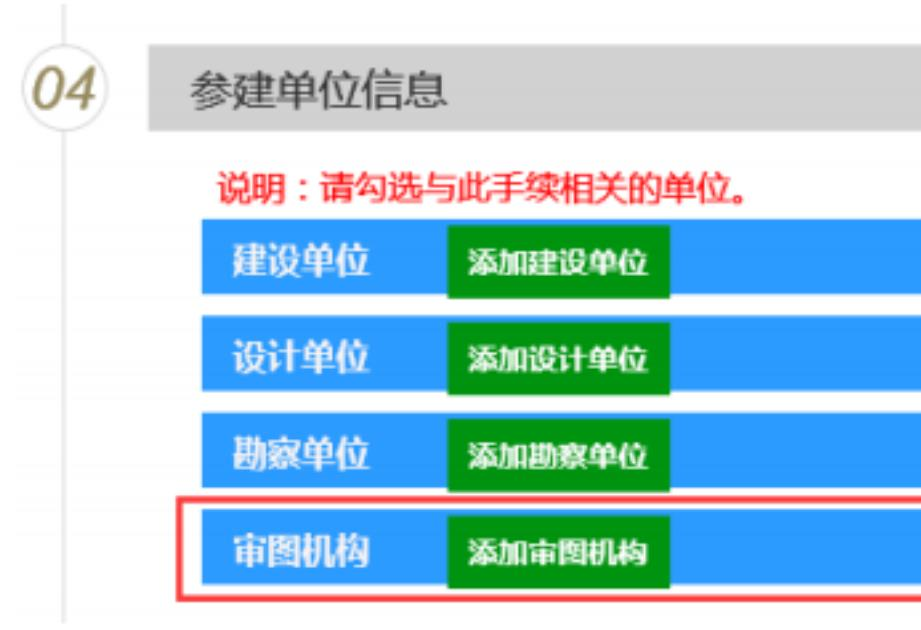 04 参建单位信息
说明：请勾选与此手续相关的单位。
建设单位 添加建设单位
设计单位 添加设计单位
勘察单位 添加勘察单位
审图机构 添加审图机构